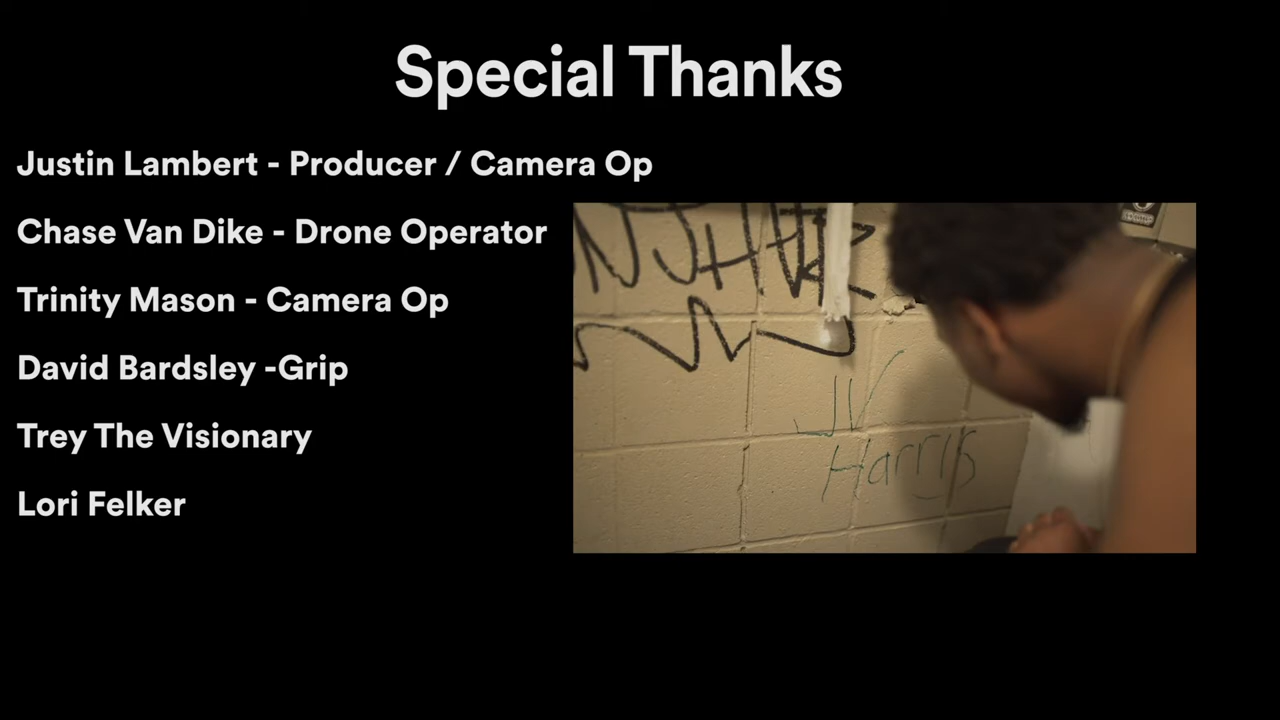 Special Thanks
Justin Lambert - Producer / Camera Op
Chase Van Dike - Drone Operator
Trinity Mason - Camera Op
David Bardsley -Grip
Trey The Visionary
Lori Felker
JV
Harris